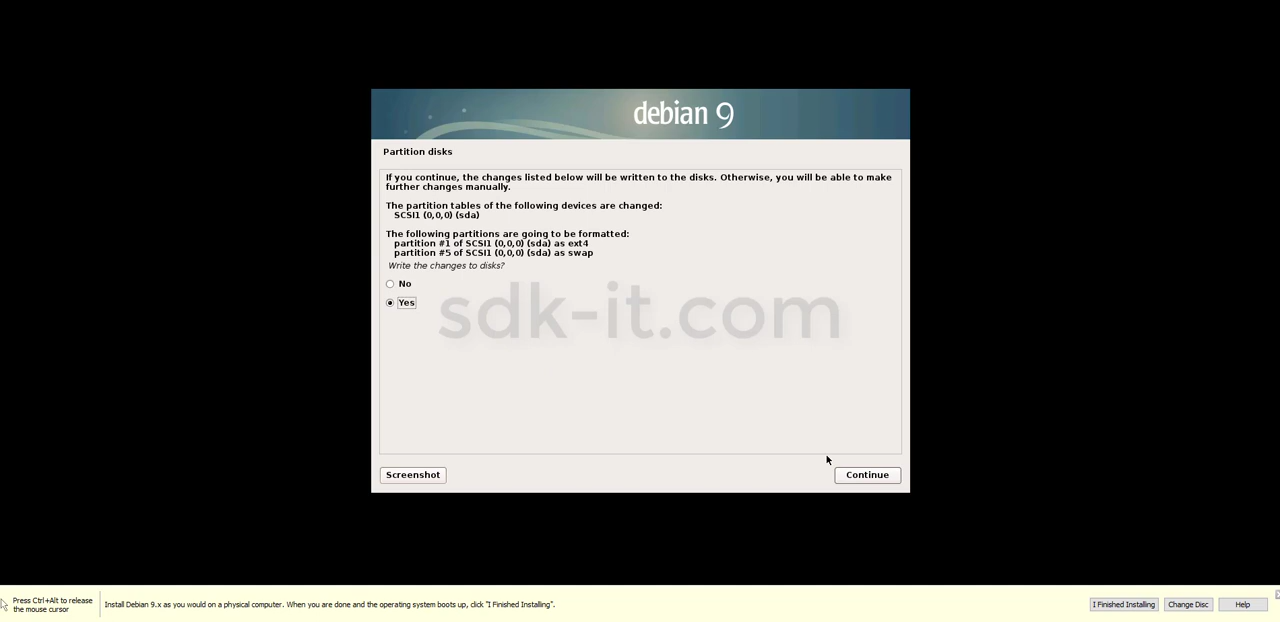 debian 9
Partition disks
If you continue, the changes listed below will be written to the disks. Otherwise, you will be able to make
further changes manually.
The partition tables of the following devices are changed:
SCSI1 (0,0,0) (sda)
The following partitions are going to be formatted:
partition #1 of SCSI1 (0,0,0) (sda) as ext4
partition #5 of SCSI1 (0,0,0) (sda) as swap
Write the changes to disks?
No
Yes
sdk-it.com
Screenshot
Continue
Press Ctrl+Alt to release
the mouse cursor
Install Debian 9.x as you would on a physical computer. When you are done and the operating system boots up, click "I Finished Installing".
I Finished Installing
Change Disc
Help